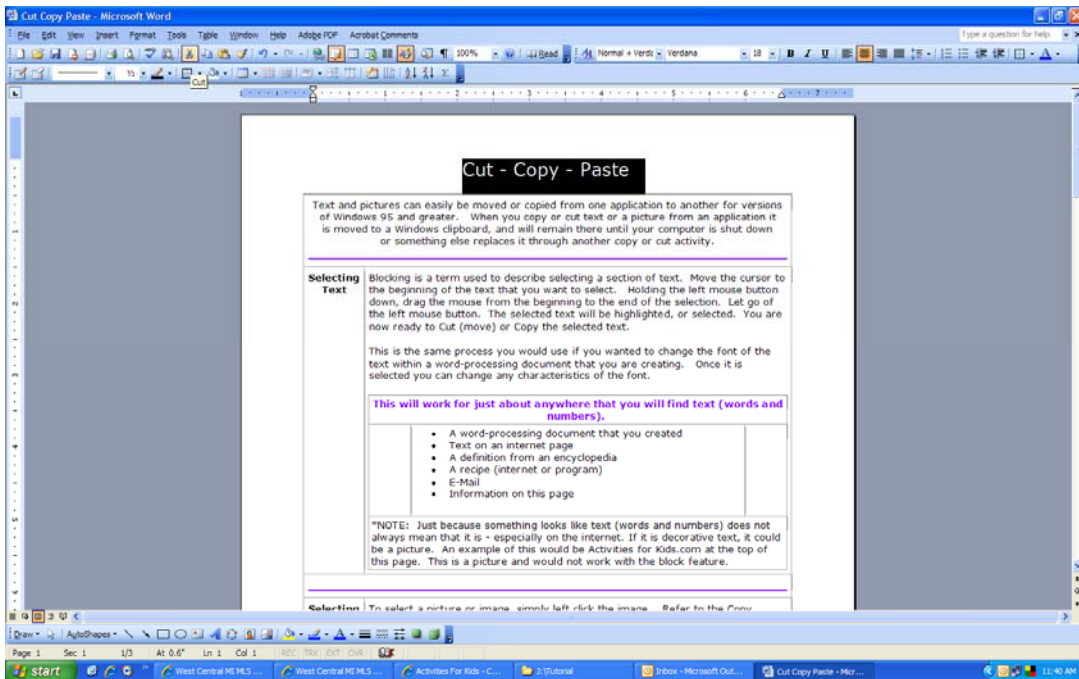 Cut Copy Paste - Microsoft Word
File Edit View Insert Format Tools Table Window Help Adobe PDF Acrobat Comments
Type a question for help
100% Read Normal + Verda Verdana 18 B I U
½
Cut
1 2 3 4 5 6 7
Cut - Copy - Paste
Text and pictures can easily be moved or copied from one application to another for versions
of Windows 95 and greater. When you copy or cut text or a picture from an application it
is moved to a Windows clipboard, and will remain there until your computer is shut down
or something else replaces it through another copy or cut activity.
Selecting Text
Blocking is a term used to describe selecting a section of text. Move the cursor to
the beginning of the text that you want to select. Holding the left mouse button
down, drag the mouse from the beginning to the end of the selection. Let go of
the left mouse button. The selected text will be highlighted, or selected. You are
now ready to Cut (move) or Copy the selected text.
This is the same process you would use if you wanted to change the font of the
text within a word-processing document that you are creating. Once it is
selected you can change any characteristics of the font.
This will work for just about anywhere that you will find text (words and
numbers).
• A word-processing document that you created
• Text on an internet page
• A definition from an encyclopedia
• A recipe (internet or program)
• E-Mail
• Information on this page
*NOTE: Just because something looks like text (words and numbers) does not
always mean that it is - especially on the internet. If it is decorative text, it could
be a picture. An example of this would be Activities for Kids.com at the top of
this page. This is a picture and would not work with the block feature.
Selecting To select a picture or image, simply left click the image. Refer to the Copy
Draw AutoShapes
Page 1 Sec 1 1/3 At 0.6" Ln 1 Col 1 REC TRK EXT OVR
start West Central MI MLS ... West Central MI MLS ... Activities For Kids - C... J:\Tutorial Inbox - Microsoft Out... Cut Copy Paste - Micr... 11:40 AM